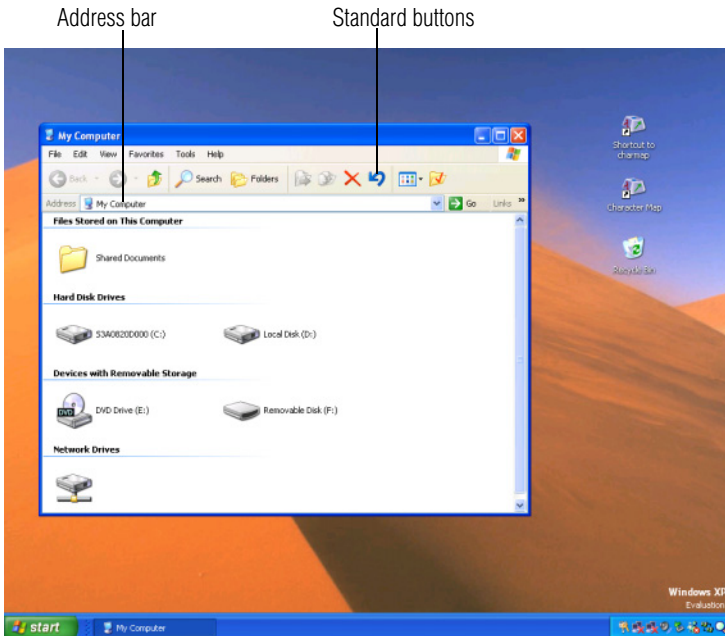 Address bar Standard buttons
My Computer
File Edit View Favorites Tools Help
Back Search Folders
Address My Computer Go Links »
Files Stored on This Computer
Shared Documents
Hard Disk Drives
S3A0820D000 (C:) Local Disk (D:)
Devices with Removable Storage
DVD
DVD Drive (E:) Removable Disk (F:)
Network Drives
Shortcut to
charmap
Character Map
Recycle Bin
Windows XP
Evaluation
start My Computer